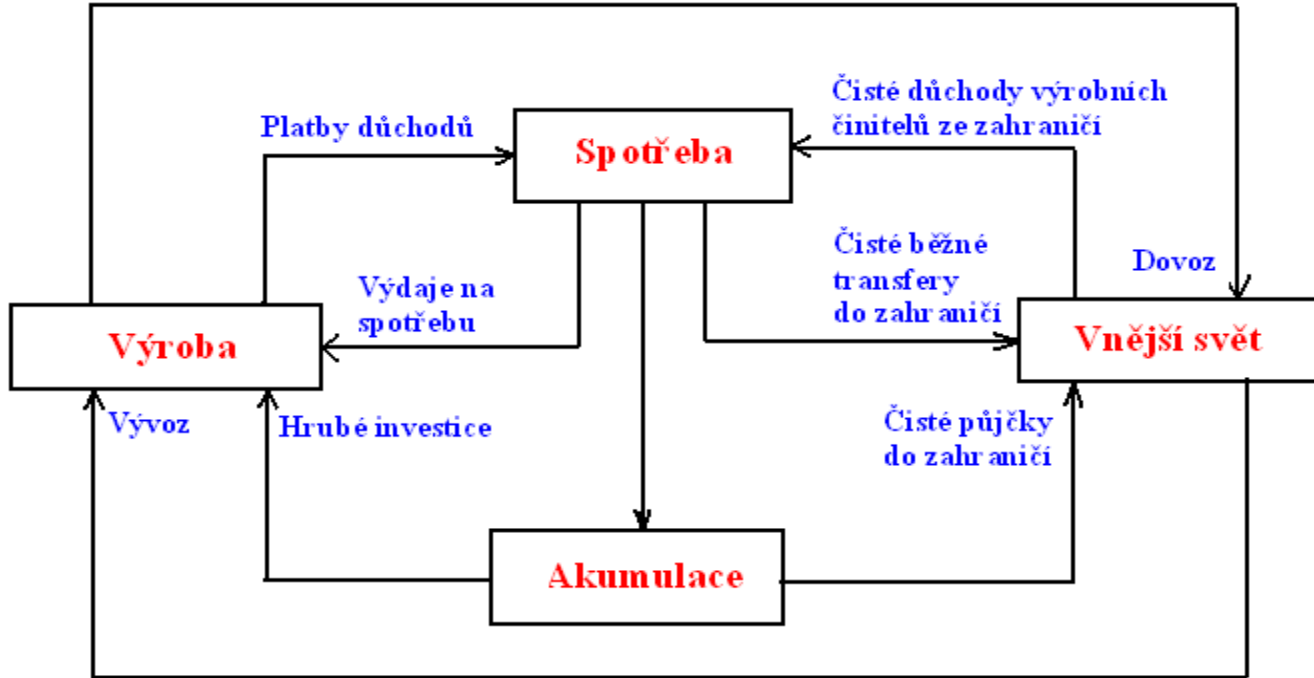 Čisté důchody výrobních
činitelů ze zahraničí
Platby důchodů
Spotřeba
Čisté běžné
transfery
do zahraničí
Dovoz
Výdaje na
spotřebu
Výroba
Vnější svět
Vývoz
Hrubé investice
Čisté půjčky
do zahraničí
Akumulace